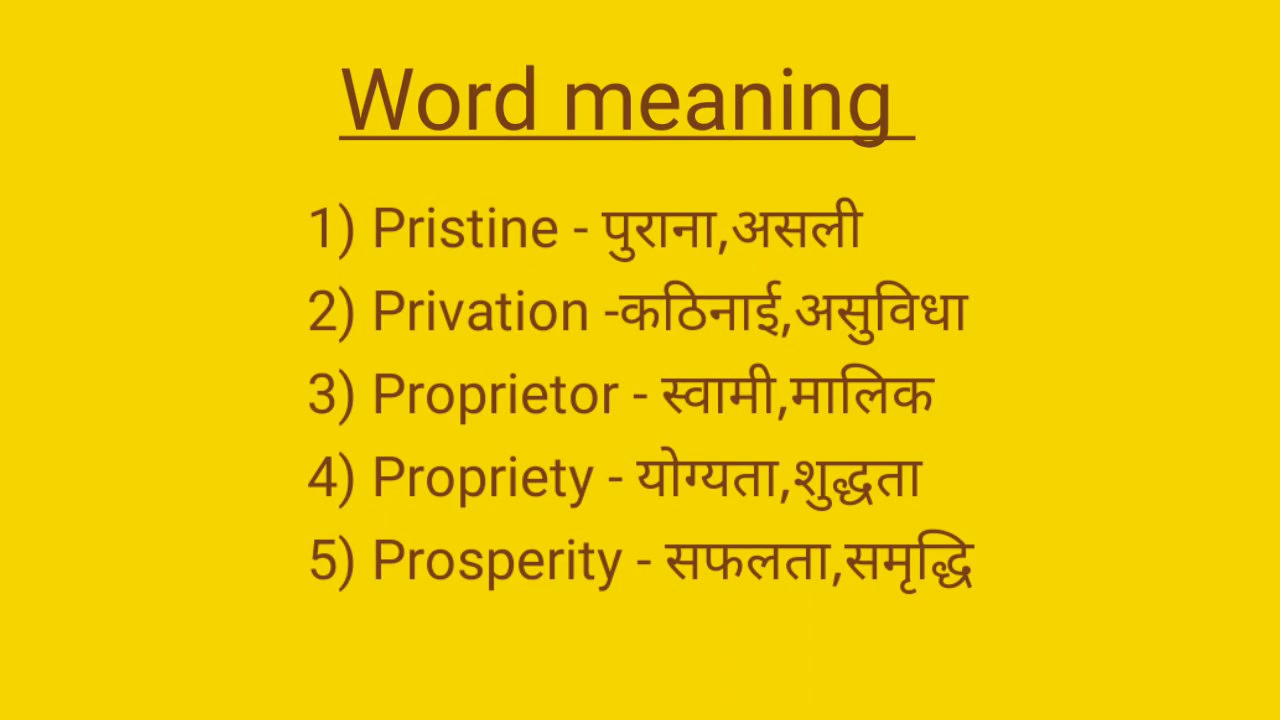 Word meaning
1) Pristine - पुराना,असली
2) Privation -कठिनाई,असुविधा
3) Proprietor - स्वामी,मालिक
4) Propriety - योग्यता,शुद्धता
5) Prosperity - सफलता,समृद्धि